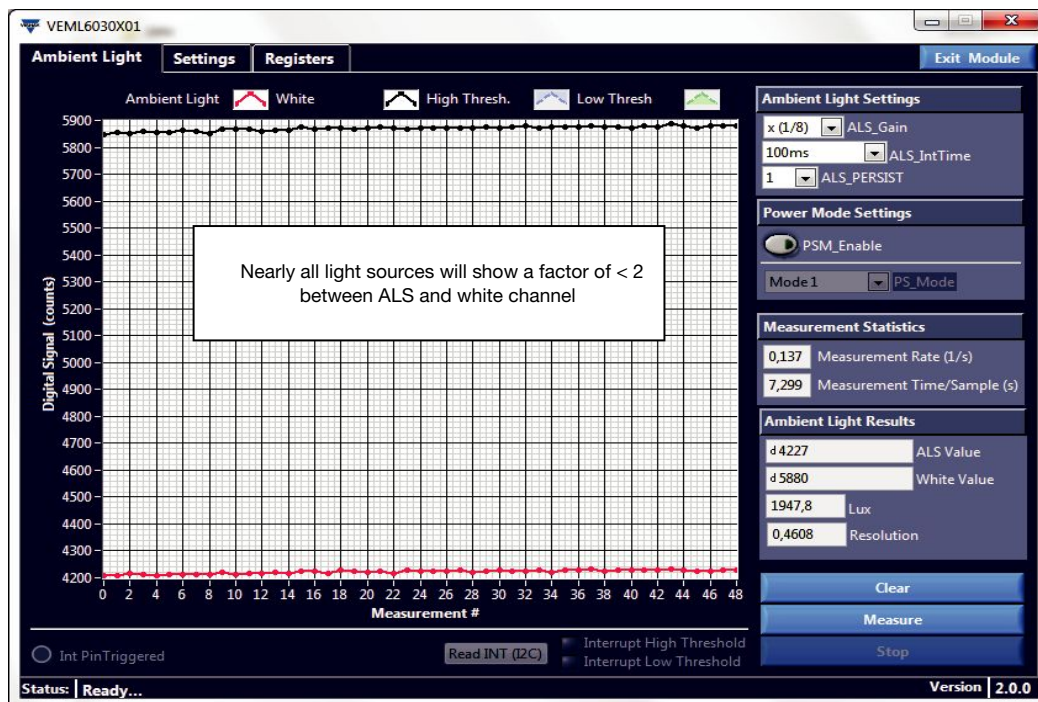 VEML6030X01
Ambient Light Settings Registers Exit Module
Ambient Light White High Thresh. Low Thresh
5900
5800
5700
5600
5500
5400
5300
5200
5100
5000
4900
4800
4700
4600
4500
4400
4300
4200
Digital Signal (counts)
Nearly all light sources will show a factor of < 2
between ALS and white channel
0 2 4 6 8 10 12 14 16 18 20 22 24 26 28 30 32 34 36 38 40 42 44 46 48
Measurement #
Ambient Light Settings
x (1/8) ALS_Gain
100ms ALS_IntTime
1 ALS_PERSIST
Power Mode Settings
PSM_Enable
Mode1 PS_Mode
Measurement Statistics
0,137 Measurement Rate (1/s)
7,299 Measurement Time/Sample (s)
Ambient Light Results
d 4227 ALS Value
d 5880 White Value
1947,8 Lux
0,4608 Resolution
Clear
Measure
Stop
Int PinTriggered
Read INT (I2C)
Interrupt High Threshold
Interrupt Low Threshold
Status: Ready... Version 2.0.0